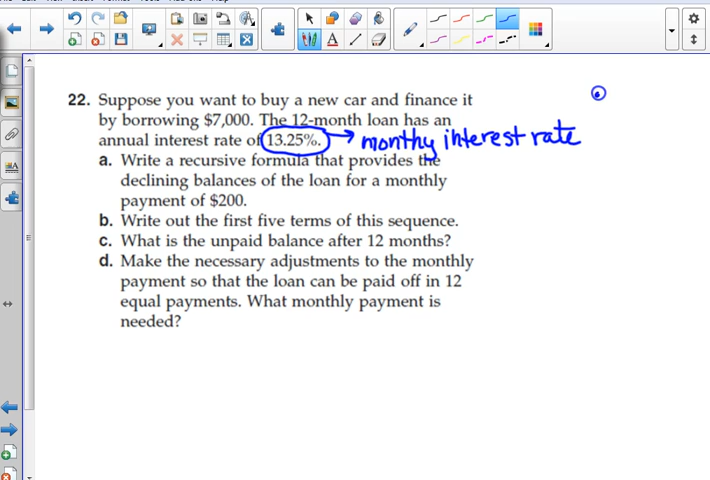 22. Suppose you want to buy a new car and finance it
by borrowing $7,000. The 12-month loan has an
annual interest rate of 13.25%. monthy interest rate
a. Write a recursive formula that provides the
declining balances of the loan for a monthly
payment of $200.
b. Write out the first five terms of this sequence.
c. What is the unpaid balance after 12 months?
d. Make the necessary adjustments to the monthly
payment so that the loan can be paid off in 12
equal payments. What monthly payment is
needed?